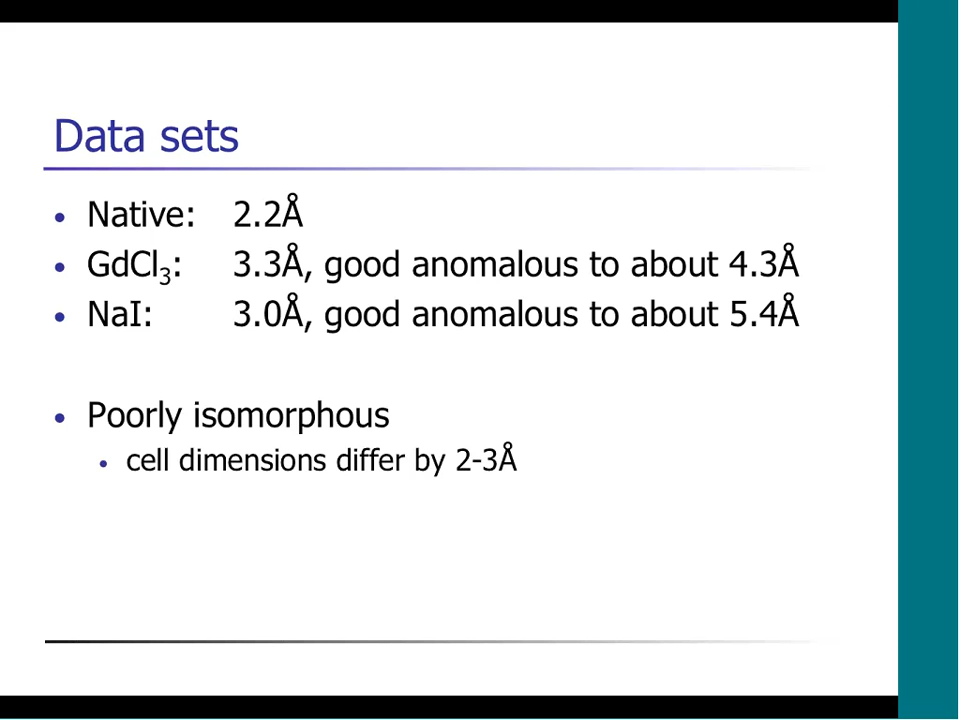 Data sets
• Native: 2.2Å
• GdCl₃: 3.3Å, good anomalous to about 4.3Å
• NaI: 3.0Å, good anomalous to about 5.4Å
• Poorly isomorphous
• cell dimensions differ by 2-3Å